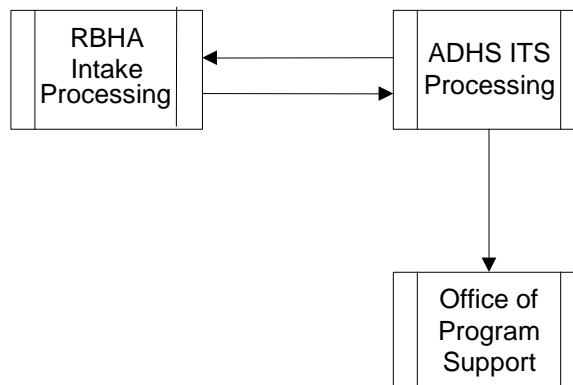 RBHA
Intake
Processing
ADHS ITS
Processing
Office of
Program
Support